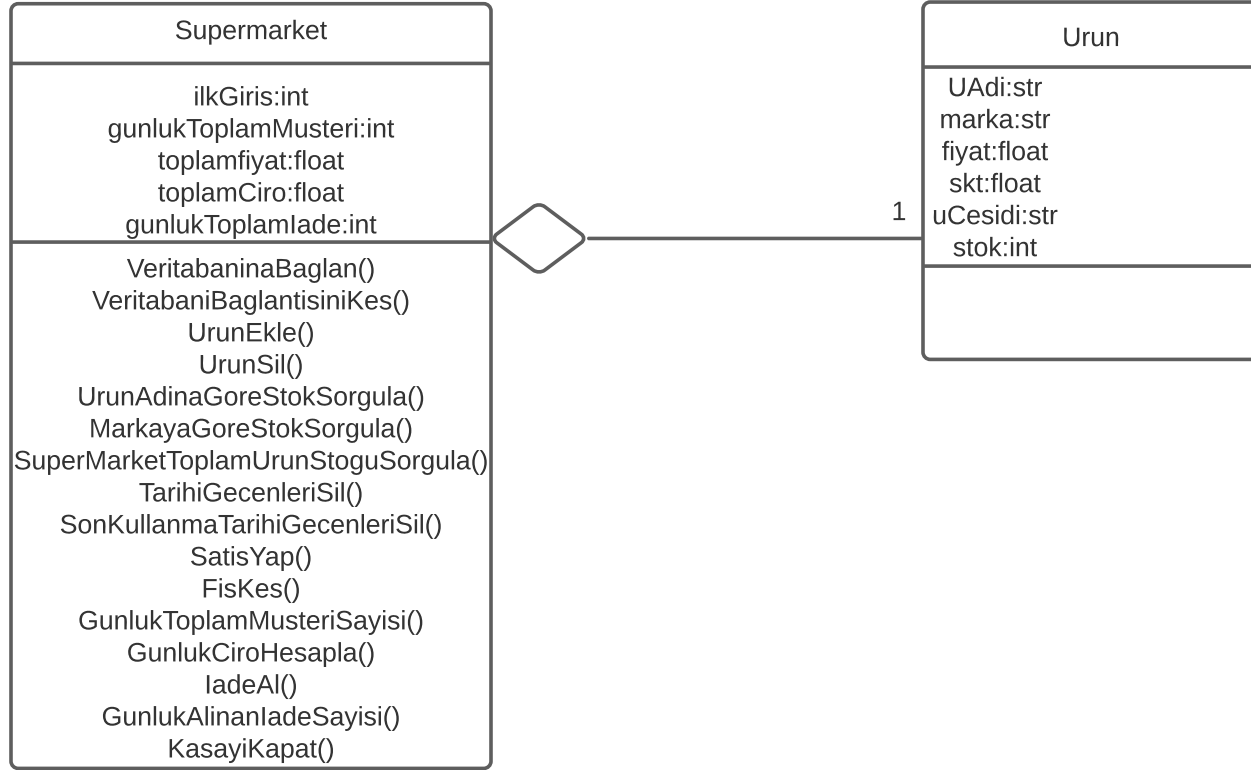 Supermarket
ilkGiris:int
gunlukToplamMusteri:int
toplamfiyat:float
toplamCiro:float
gunlukToplamIade:int
VeritabaninaBaglan()
VeritabaniBaglantisiniKes()
UrunEkle()
UrunSil()
UrunAdinaGoreStokSorgula()
MarkayaGoreStokSorgula()
SuperMarketToplamUrunStoguSorgula()
TarihiGecenleriSil()
SonKullanmaTarihiGecenleriSil()
SatisYap()
FisKes()
GunlukToplamMusteriSayisi()
GunlukCiroHesapla()
IadeAl()
GunlukAlinanIadeSayisi()
KasayiKapat()
1
Urun
UAdi:str
marka:str
fiyat:float
skt:float
uCesidi:str
stok:int